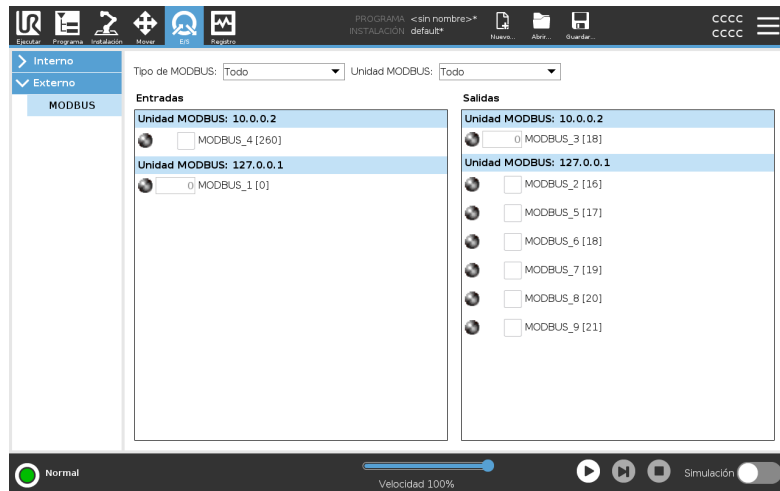 PROGRAMA <sin nombre>*
INSTALACIÓN default*
Ejecutar Programa Instalación Mover E/S Registro
Nuevo... Abrir... Guardar...
CCCC
CCCC
Interno
Externo
MODBUS
Tipo de MODBUS: Todo Unidad MODBUS: Todo
Entradas
Unidad MODBUS: 10.0.0.2
MODBUS_4 [260]
Unidad MODBUS: 127.0.0.1
0 MODBUS_1 [0]
Salidas
Unidad MODBUS: 10.0.0.2
0 MODBUS_3 [18]
Unidad MODBUS: 127.0.0.1
MODBUS_2 [16]
MODBUS_5 [17]
MODBUS_6 [18]
MODBUS_7 [19]
MODBUS_8 [20]
MODBUS_9 [21]
Normal
Velocidad 100%
Simulación